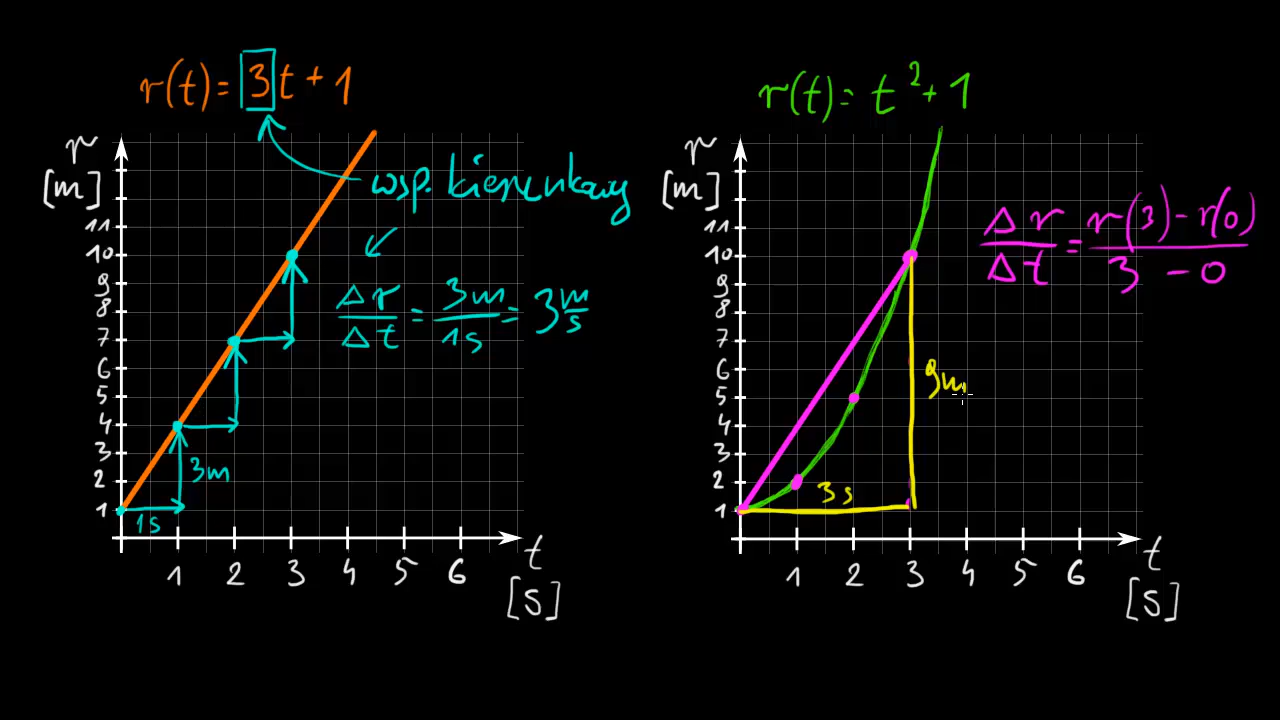 r(t) = 3t + 1
r
[m]
wsp. kierunkowy
Δr/Δt = 3m/1s = 3 m/s
11
10
9
8
7
6
5
4
3
2
1
3m
1s
1 2 3 4 5 6
t
[s]
r(t) = t² + 1
r
[m]
Δr/Δt = r(3) - r(0)/3 - 0
11
10
9
8
7
6
5
4
3
2
1
9m
3s
1 2 3 4 5 6
t
[s]